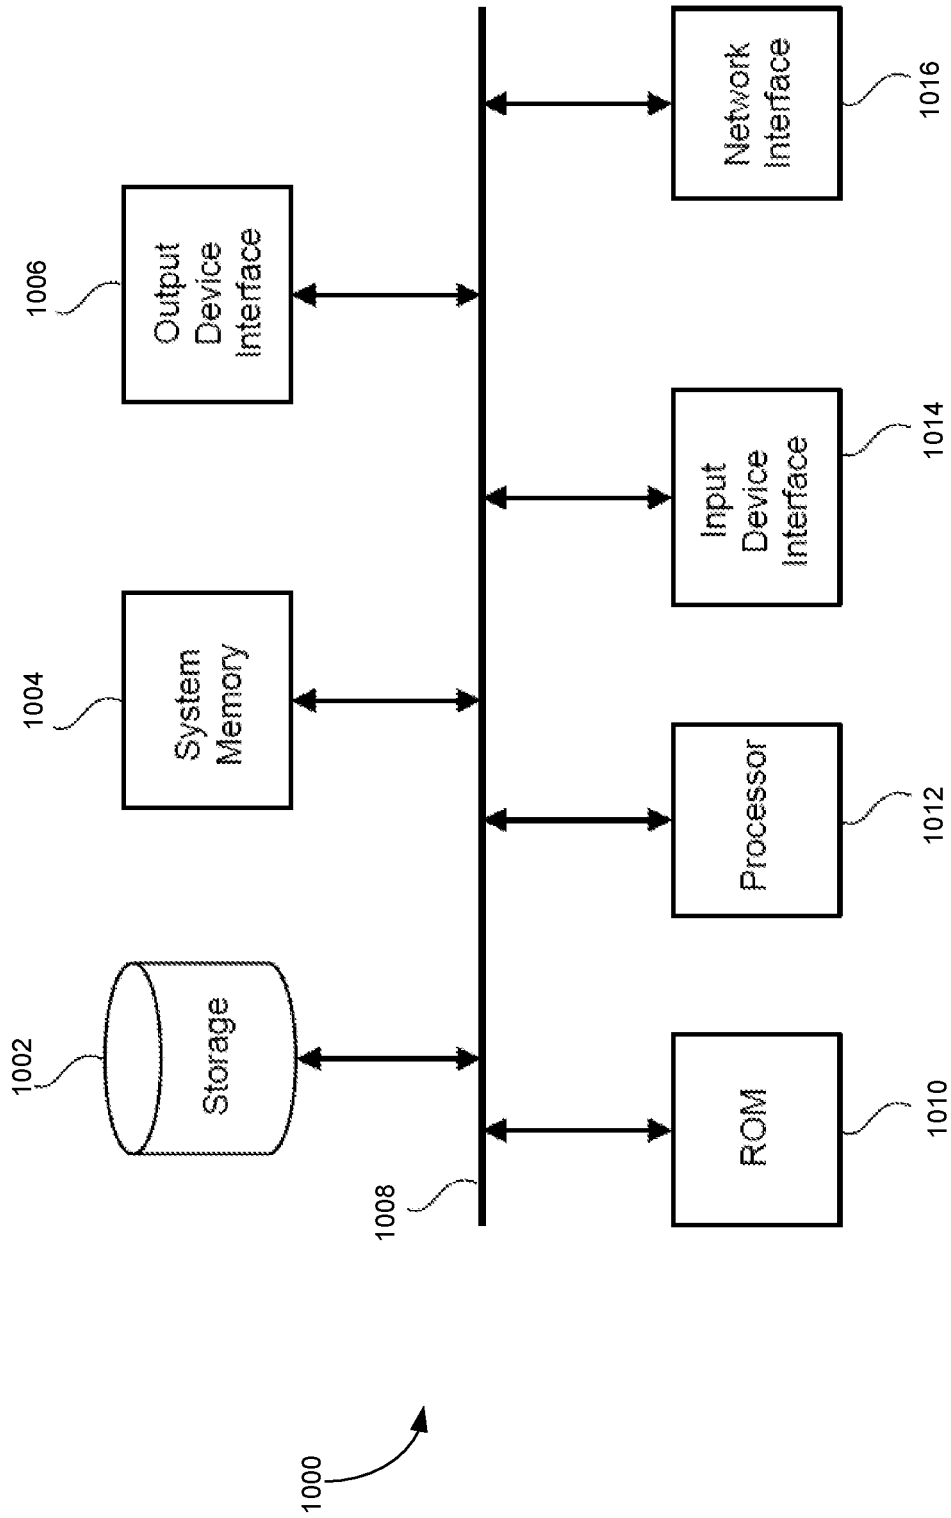 1000
1002
Storage
1004
System
Memory
1006
Output
Device
Interface
1008
ROM
1010
Processor
1012
Input
Device
Interface
1014
Network
Interface
1016